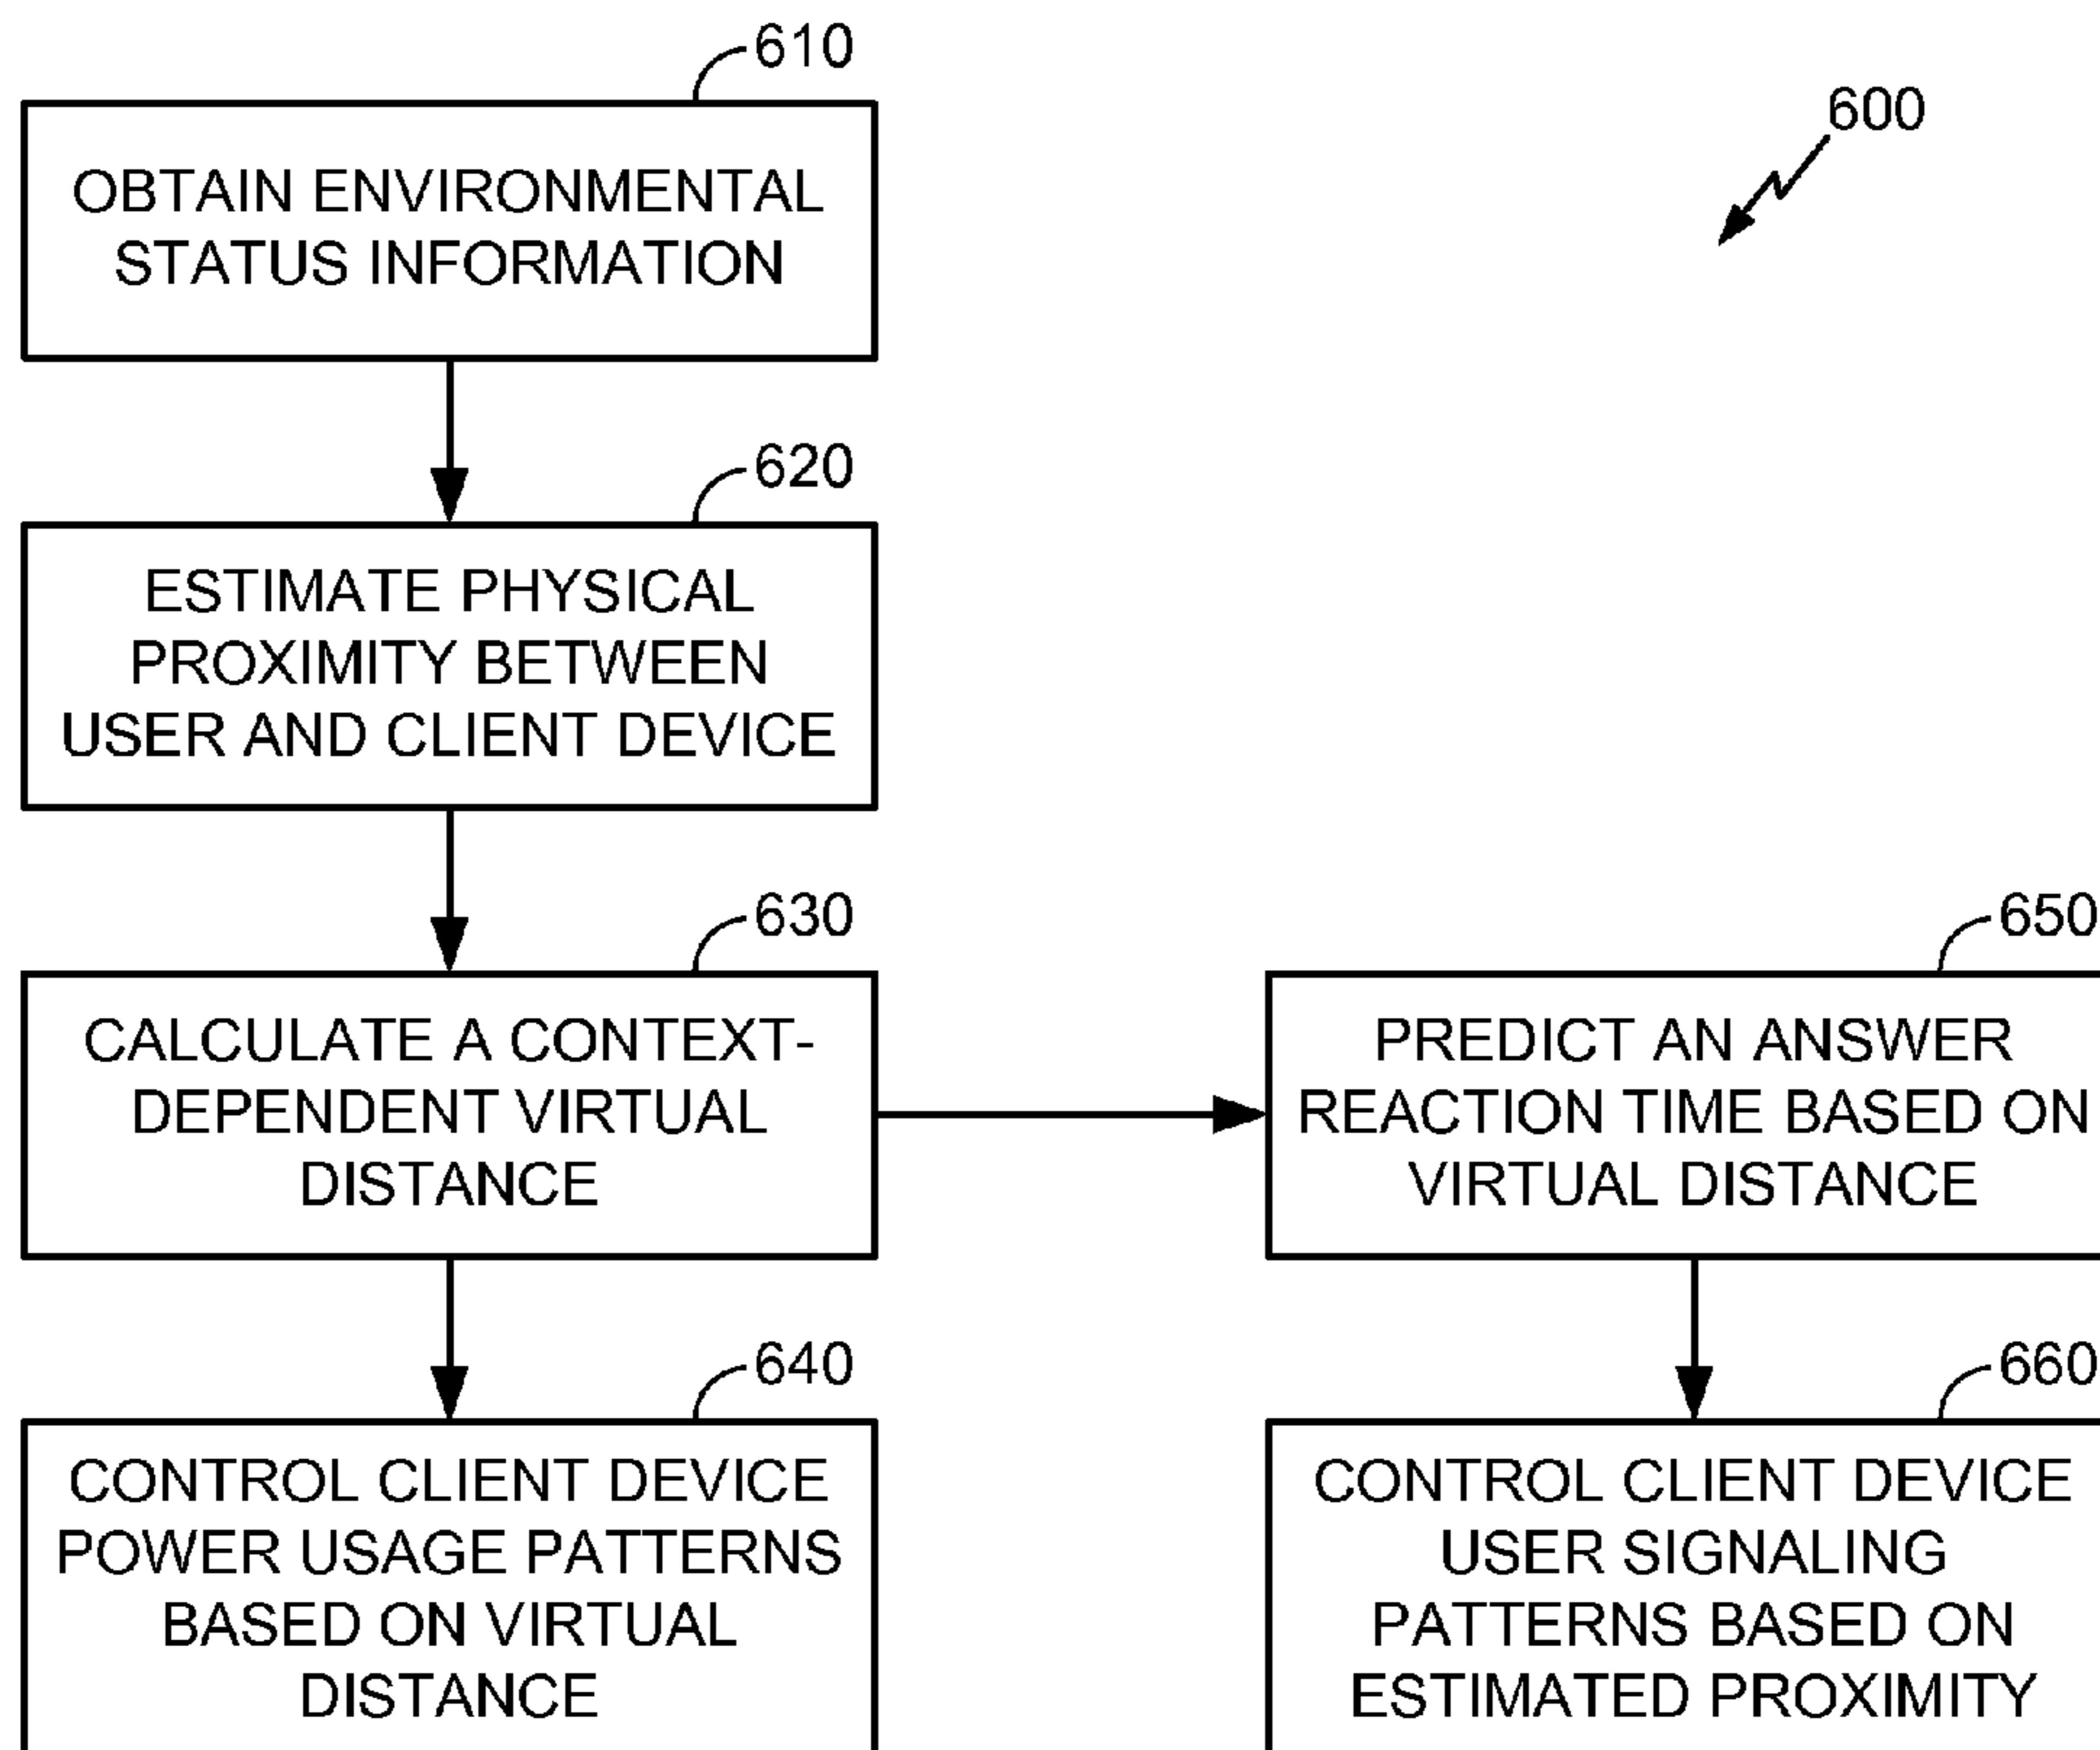 610
600
OBTAIN ENVIRONMENTAL
STATUS INFORMATION
620
ESTIMATE PHYSICAL
PROXIMITY BETWEEN
USER AND CLIENT DEVICE
630
CALCULATE A CONTEXT-
DEPENDENT VIRTUAL
DISTANCE
650
PREDICT AN ANSWER
REACTION TIME BASED ON
VIRTUAL DISTANCE
640
CONTROL CLIENT DEVICE
POWER USAGE PATTERNS
BASED ON VIRTUAL
DISTANCE
660
CONTROL CLIENT DEVICE
USER SIGNALING
PATTERNS BASED ON
ESTIMATED PROXIMITY